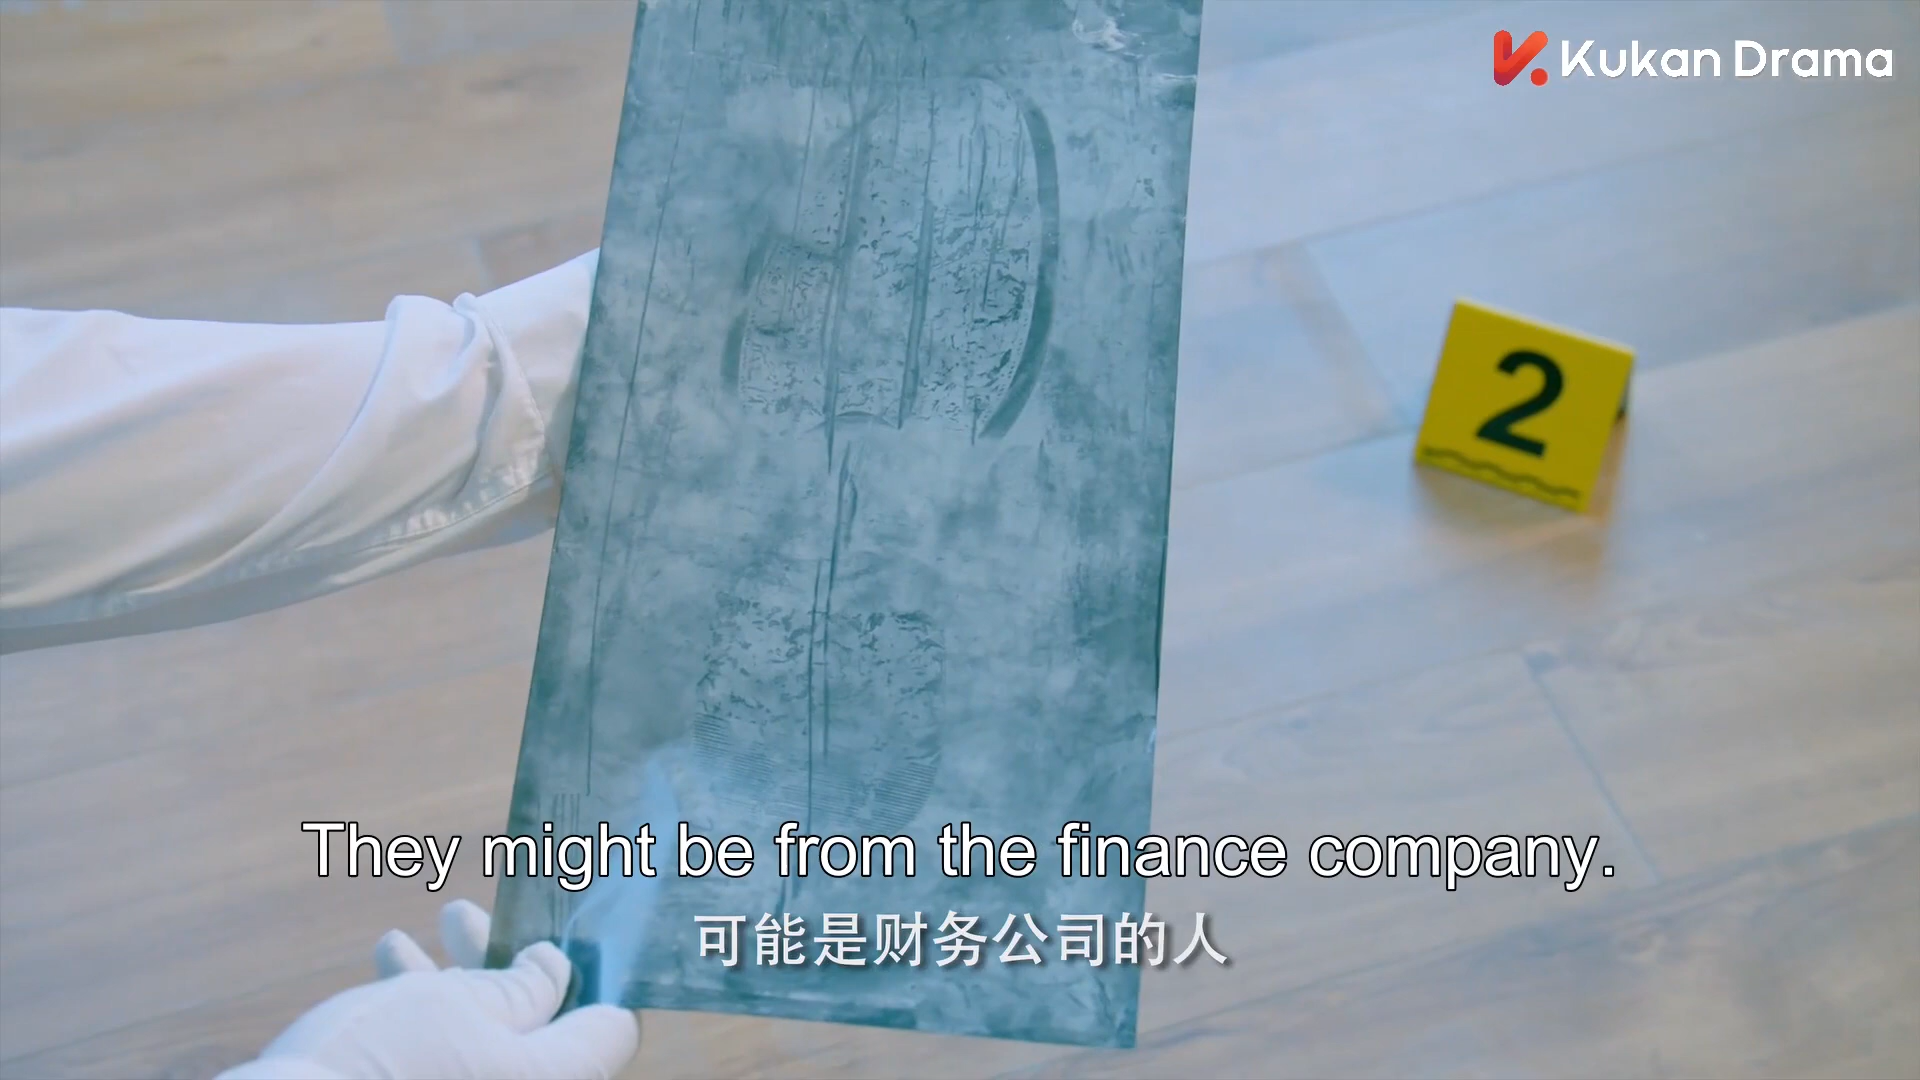 Kukan Drama
2
They might be from the finance company.
可能是财务公司的人